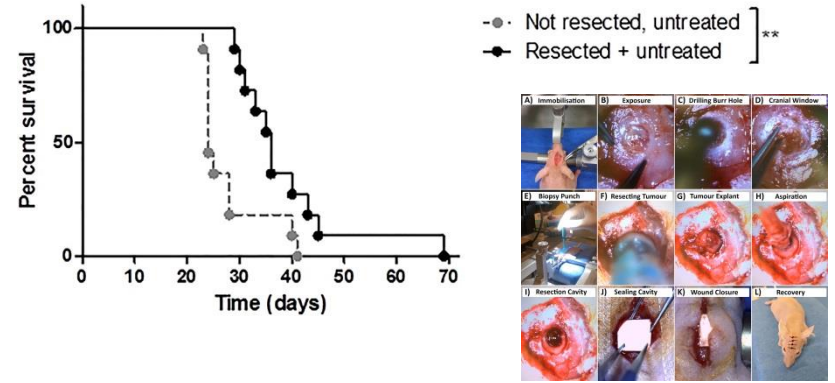 Percent survival
100
50
0
0 10 20 30 40 50 60 70
Time (days)
Not resected, untreated
Resected + untreated
**
A) Immobilisation
B) Exposure
C) Drilling Burr Hole
D) Cranial Window
E) Biopsy Punch
F) Resecting Tumour
G) Tumour Explant
H) Aspiration
I) Resection Cavity
J) Sealing Cavity
K) Wound Closure
L) Recovery